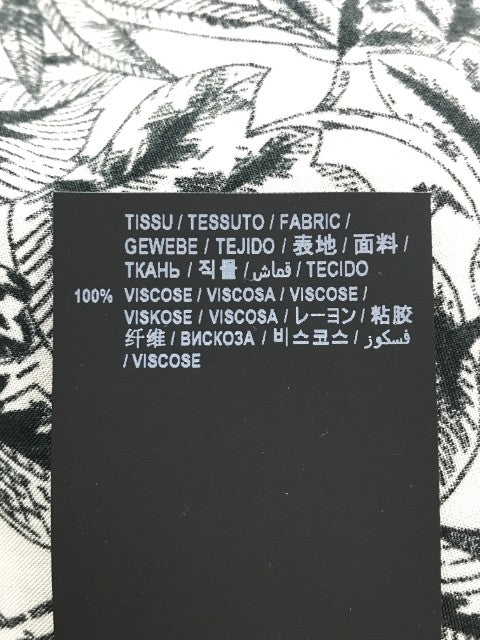 TISSU / TESSUTO / FABRIC /
GEWEBE / TEJIDO / 表地 / 面料 /
ТКАНЬ / 직물 / قماش / TECIDO
100% VISCOSE / VISCOSA / VISCOSE /
VISKOSE / VISCOSA / レーヨン / 粘胶
纤维 / ВИСКОЗА / 비스코스 / فسكوز
/ VISCOSE